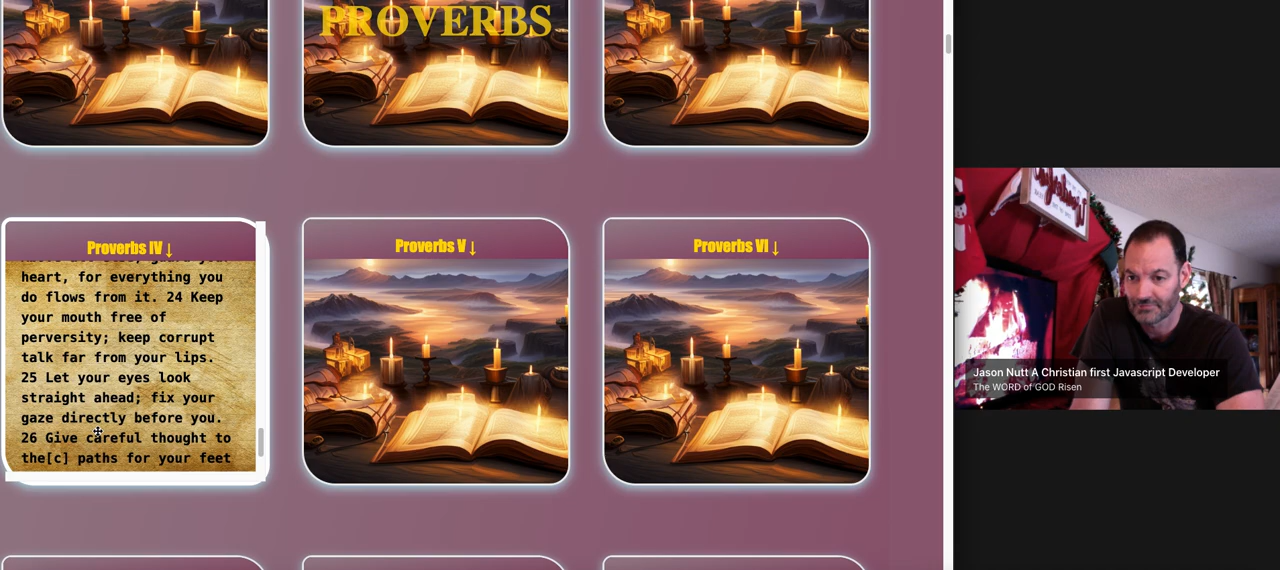 PROVERBS
Proverbs IV ↓
heart, for everything you
do flows from it. 24 Keep
your mouth free of
perversity; keep corrupt
talk far from your lips.
25 Let your eyes look
straight ahead; fix your
gaze directly before you.
26 Give careful thought to
the[c] paths for your feet
Proverbs V ↓
Proverbs VI ↓
Jason Nutt A Christian first Javascript Developer
The WORD of GOD Risen